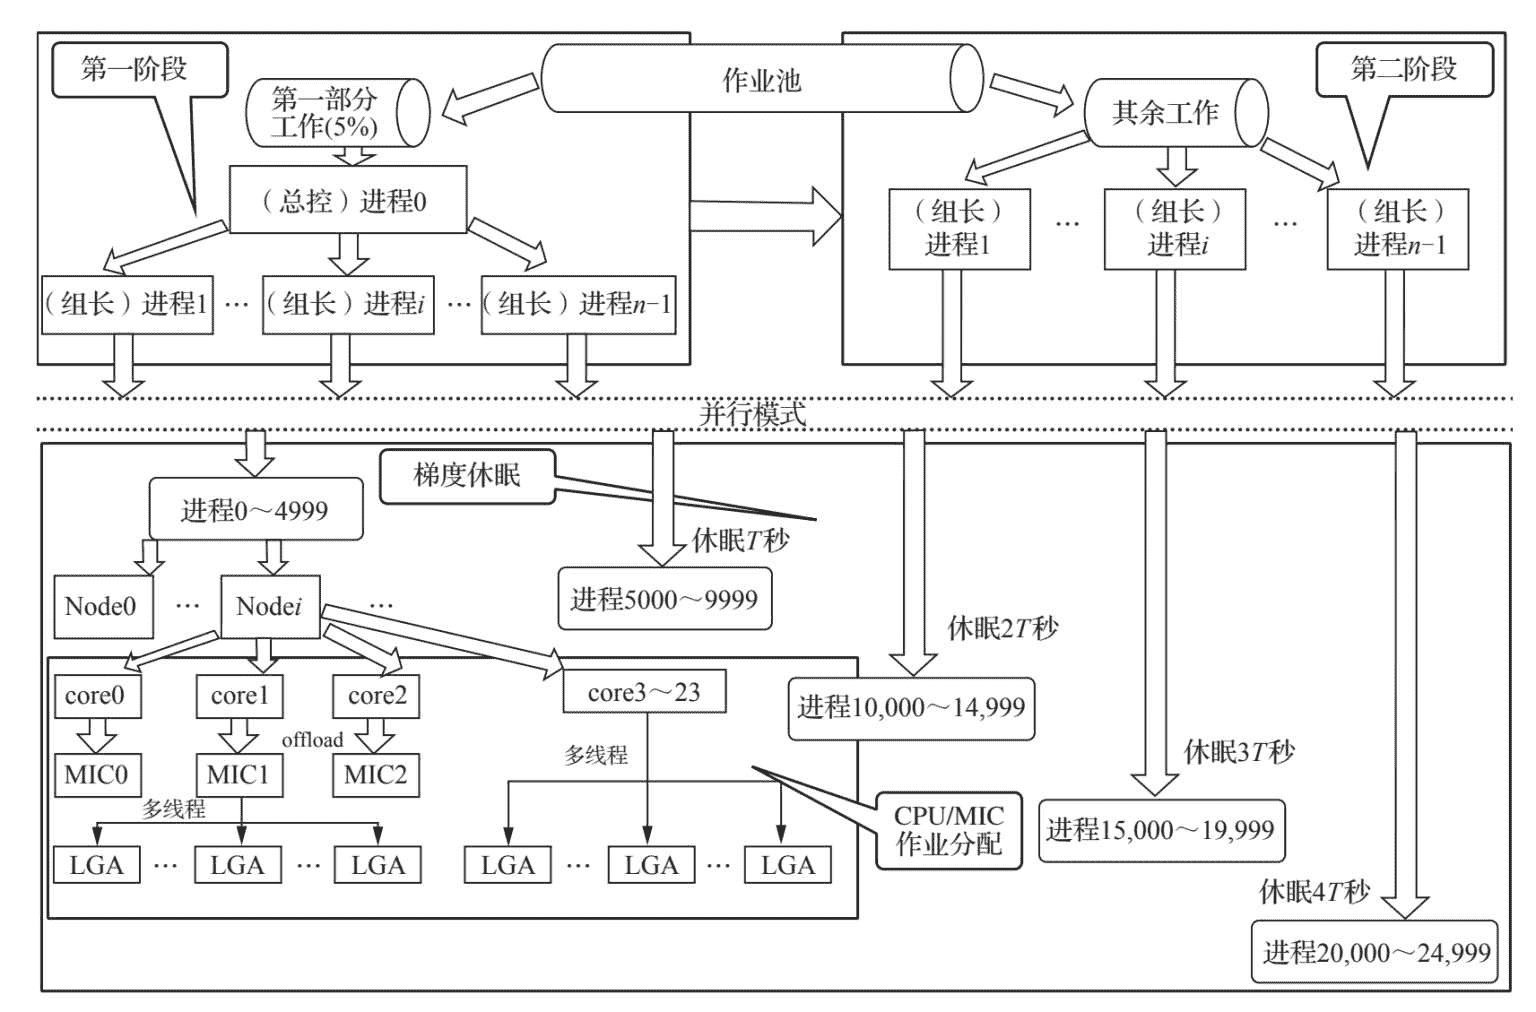 第一阶段
作业池
第二阶段
第一部分
工作(5%)
其余工作
（总控）进程0
（组长）
进程1
…
（组长）
进程i
…
（组长）
进程n-1
（组长）进程1
…
（组长）进程i
…
（组长）进程n-1
并行模式
梯度休眠
进程0～4999
休眠T秒
Node0
…
Nodei
…
进程5000～9999
休眠2T秒
core0
core1
core2
core3～23
进程10,000～14,999
offload
多线程
休眠3T秒
MIC0
MIC1
MIC2
多线程
CPU/MIC
作业分配
进程15,000～19,999
LGA
…
LGA
…
LGA
LGA
…
LGA
…
LGA
休眠4T秒
进程20,000～24,999